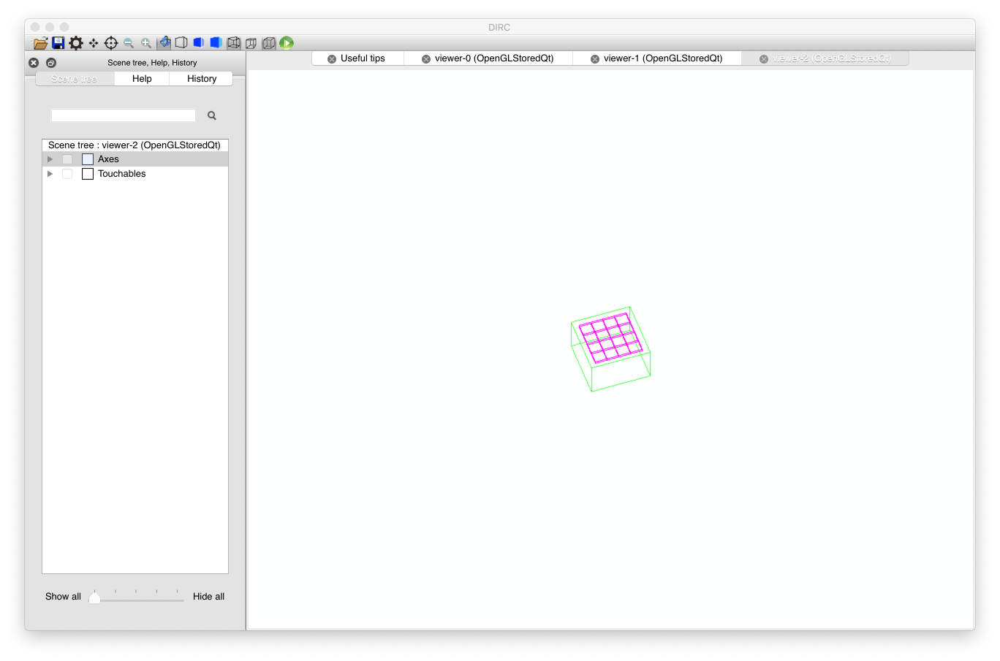 DIRC
Scene tree, Help, History
Useful tips
viewer-0 (OpenGLStoredQt)
viewer-1 (OpenGLStoredQt)
viewer-2 (OpenGLStoredQt)
Scene tree
Help
History
Scene tree : viewer-2 (OpenGLStoredQt)
Axes
Touchables
Show all
Hide all